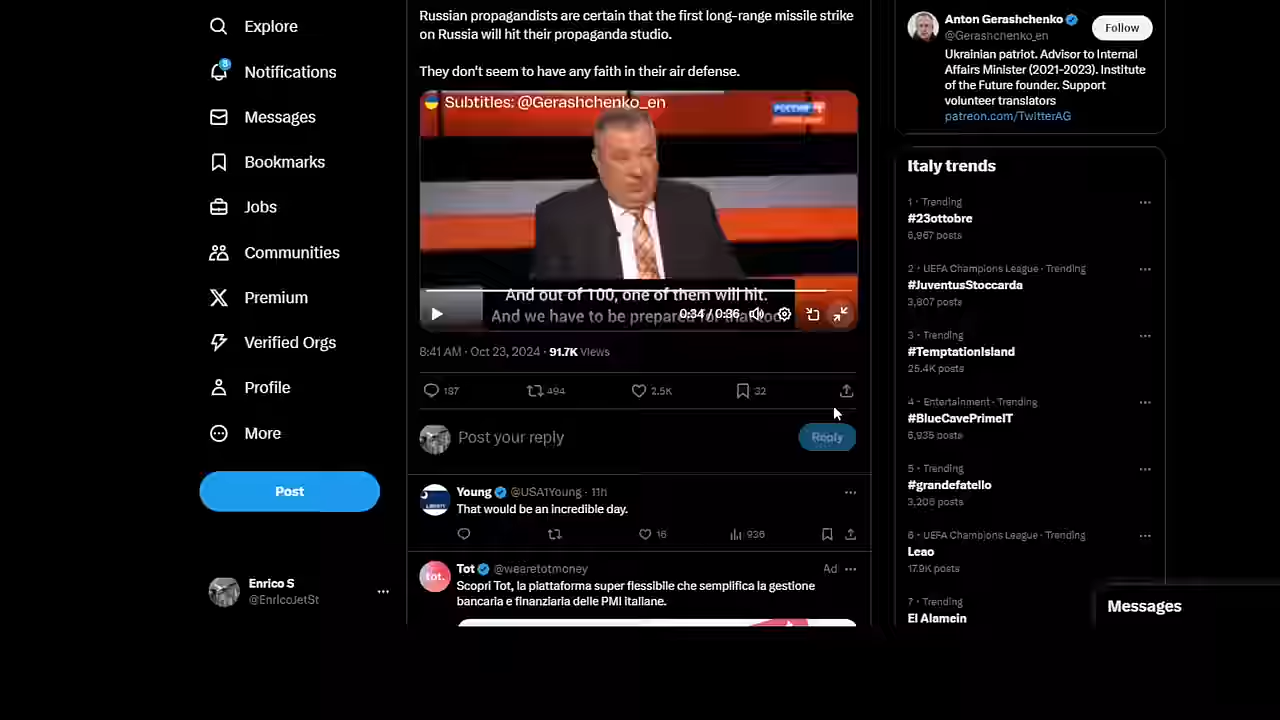 Explore
8
Notifications
Messages
Bookmarks
Jobs
Communities
Premium
Verified Orgs
Profile
More
Post
Enrico S
@EnricoJetSt
Russian propagandists are certain that the first long-range missile strike
on Russia will hit their propaganda studio.
They don't seem to have any faith in their air defense.
Subtitles: @Gerashchenko_en
РОССИЯ 1
And out of 100, one of them will hit.
And we have to be prepared for that too.
0:34 / 0:36
8:41 AM · Oct 23, 2024 · 91.7K Views
187 494 2.5K 32
Post your reply
Reply
Young @USA1Young · 11h
That would be an incredible day.
16 936
Tot @wearetotmoney Ad
tot.
Scopri Tot, la piattaforma super flessibile che semplifica la gestione
bancaria e finanziaria delle PMI italiane.
Anton Gerashchenko
@Gerashchenko_en
Follow
Ukrainian patriot. Advisor to Internal
Affairs Minister (2021-2023). Institute
of the Future founder. Support
volunteer translators
patreon.com/TwitterAG
Italy trends
1 · Trending
#23ottobre
6,967 posts
2 · UEFA Champions League · Trending
#JuventusStoccarda
3,807 posts
3 · Trending
#TemptationIsland
25.4K posts
4 · Entertainment · Trending
#BlueCavePrimeIT
6,935 posts
5 · Trending
#grandefatello
3,206 posts
6 · UEFA Champions League · Trending
Leao
17.9K posts
7 · Trending
El Alamein
Messages